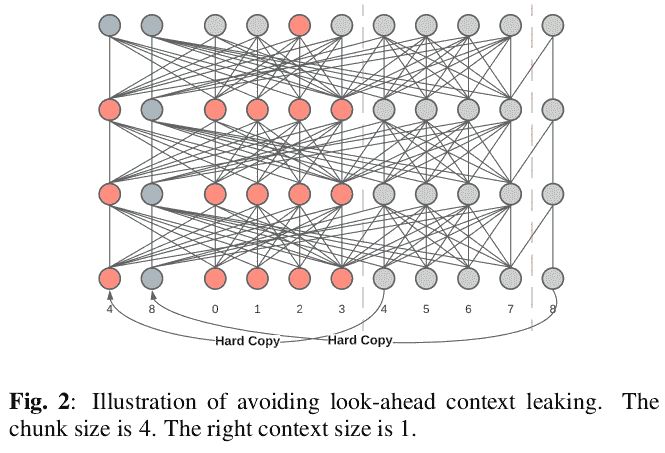 4 8 0 1 2 3 4 5 6 7 8
Hard Copy Hard Copy
Fig. 2: Illustration of avoiding look-ahead context leaking. The
chunk size is 4. The right context size is 1.